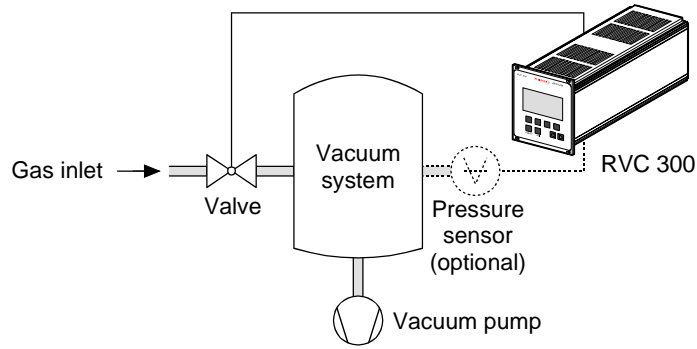 Gas inlet
Valve
Vacuum
system
Pressure
sensor
(optional)
RVC 300
Vacuum pump